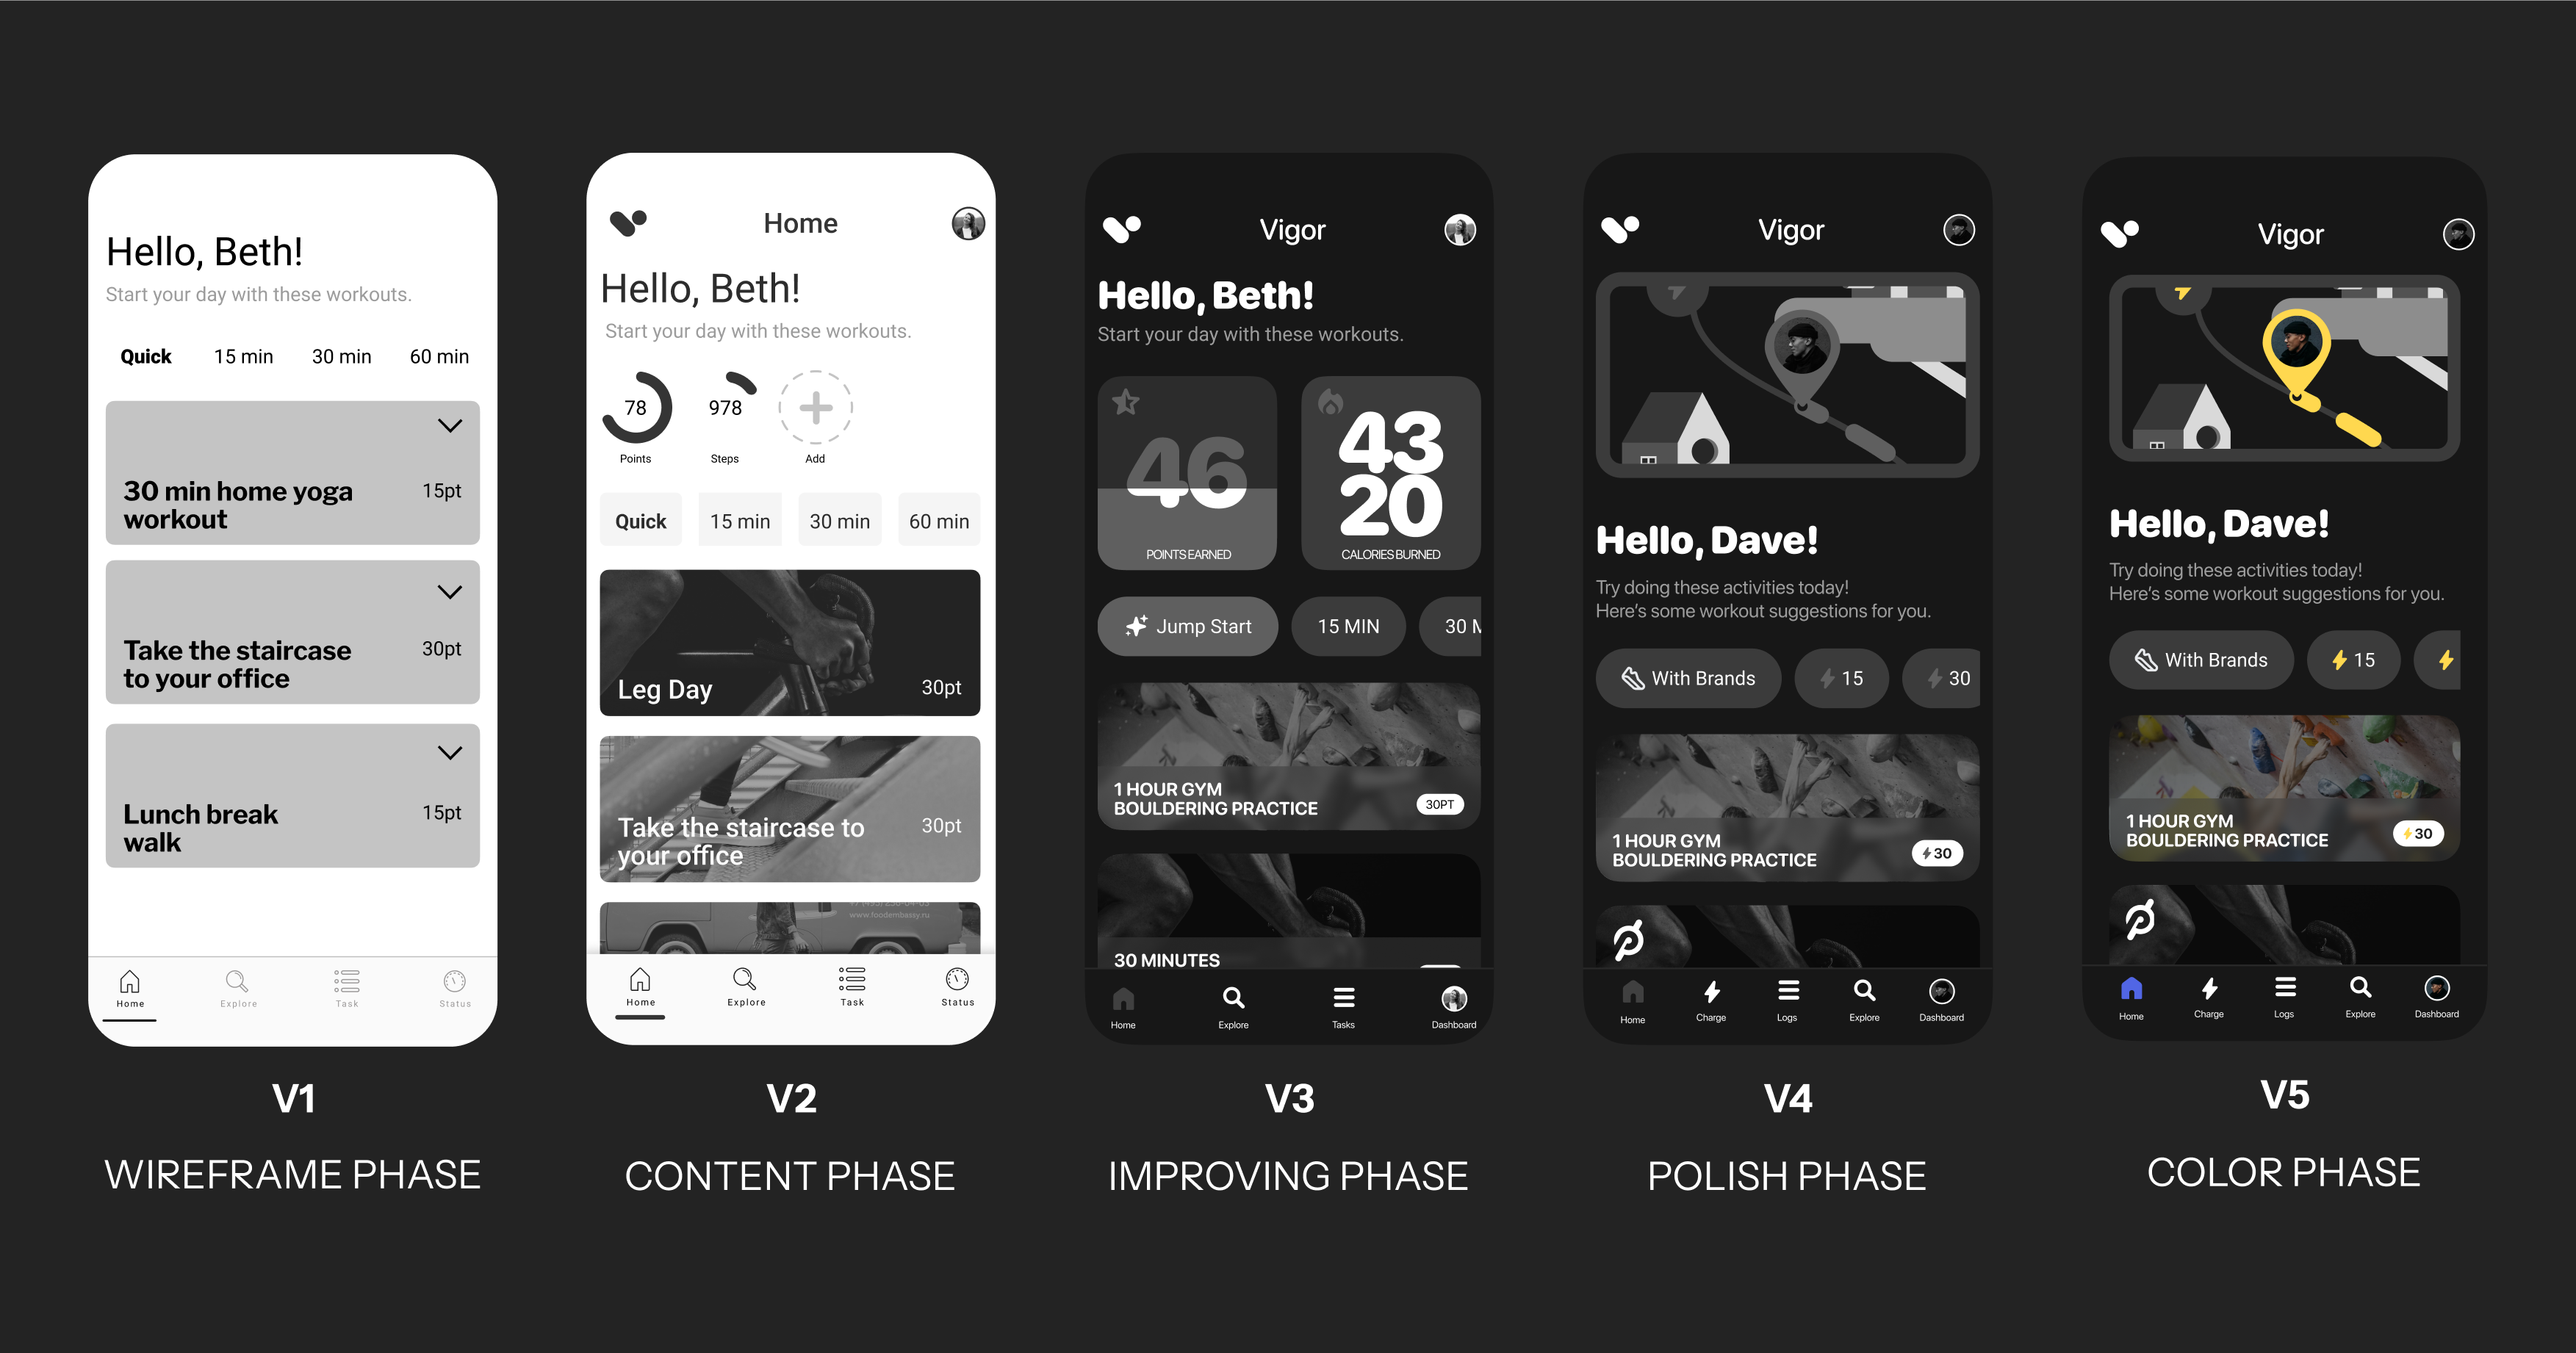 Hello, Beth!
Start your day with these workouts.
Quick 15 min 30 min 60 min
30 min home yoga
workout
15pt
Take the staircase
to your office
30pt
Lunch break
walk
15pt
Home Explore Task Status
V1
WIREFRAME PHASE
Home
Hello, Beth!
Start your day with these workouts.
78 978
Points Steps Add
Quick 15 min 30 min 60 min
Leg Day 30pt
Take the staircase to
your office
30pt
www.foodembassy.ru
Home Explore Task Status
V2
CONTENT PHASE
Vigor
Hello, Beth!
Start your day with these workouts.
46
POINTS EARNED
43
20
CALORIES BURNED
Jump Start 15 MIN 30 M
1 HOUR GYM
BOULDERING PRACTICE
30PT
30 MINUTES
Home Explore Tasks Dashboard
V3
IMPROVING PHASE
Vigor
Hello, Dave!
Try doing these activities today!
Here's some workout suggestions for you.
With Brands 15 30
1 HOUR GYM
BOULDERING PRACTICE
30
Home Charge Logs Explore Dashboard
V4
POLISH PHASE
Vigor
Hello, Dave!
Try doing these activities today!
Here's some workout suggestions for you.
With Brands 15
1 HOUR GYM
BOULDERING PRACTICE
30
Home Charge Logs Explore Dashboard
V5
COLOR PHASE